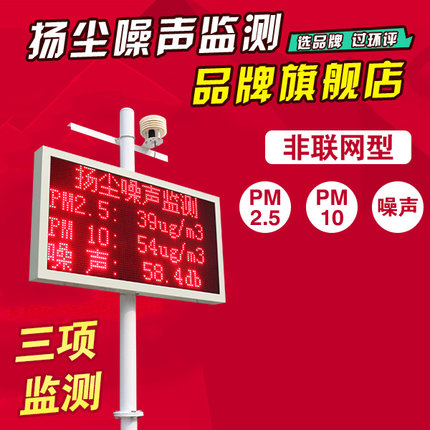 扬尘噪声监测
选品牌 过环评
品牌旗舰店
非联网型
PM
2.5
PM
10
噪声
扬尘噪声监测
PM2.5: 39ug/m3
PM 10: 54ug/m3
噪 声: 58.4db
三项
监测